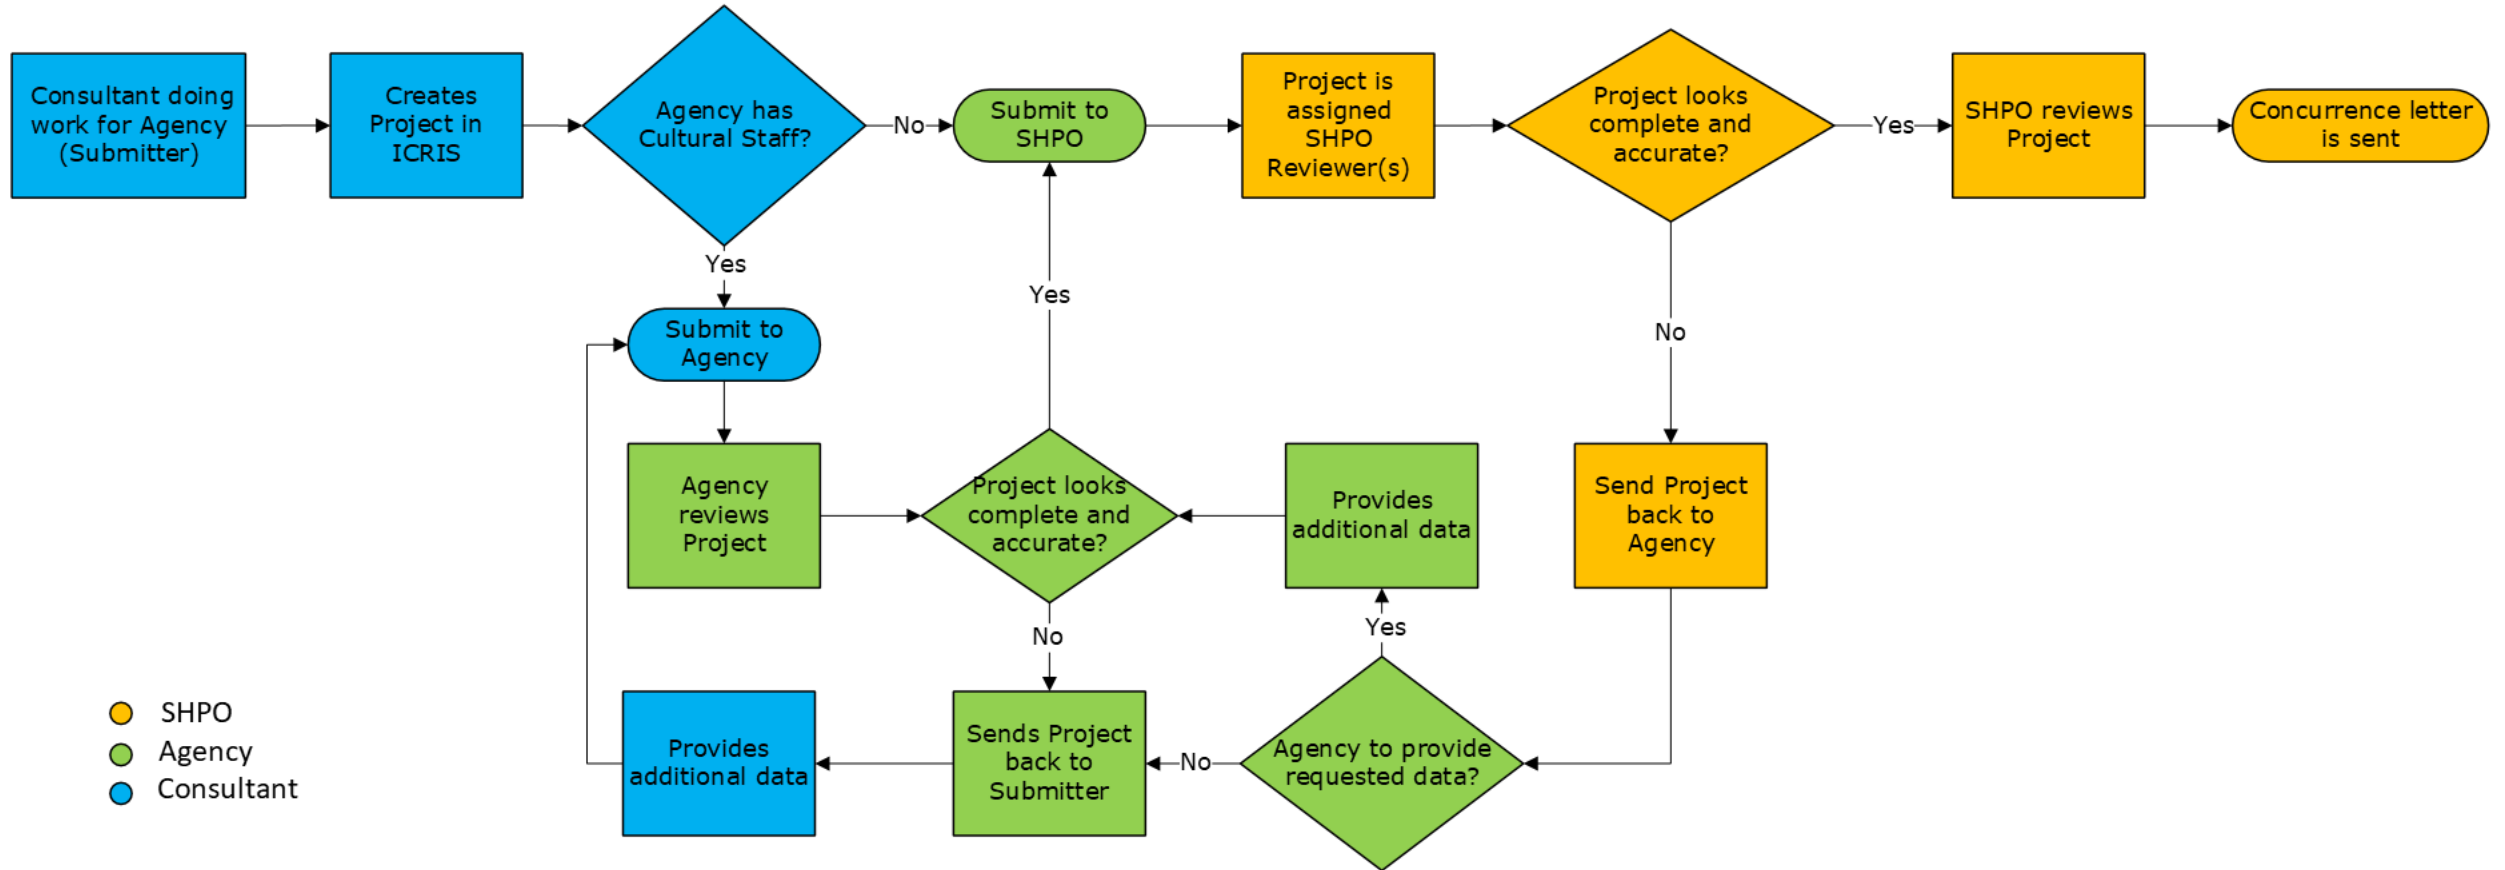 Consultant doing
work for Agency
(Submitter)
Creates
Project in
ICRIS
Agency has
Cultural Staff?
No
Submit to
SHPO
Project is
assigned
SHPO
Reviewer(s)
Project looks
complete and
accurate?
Yes
SHPO reviews
Project
Concurrence letter
is sent
Yes
Yes
No
Submit to
Agency
Agency
reviews
Project
Project looks
complete and
accurate?
Provides
additional data
Send Project
back to
Agency
No
Yes
Provides
additional data
Sends Project
back to
Submitter
No
Agency to provide
requested data?
SHPO
Agency
Consultant